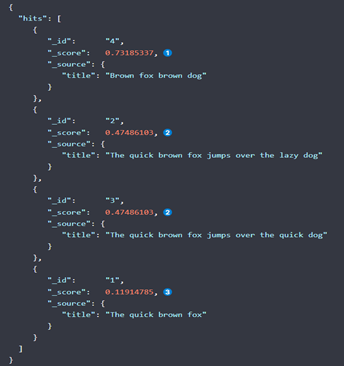 {
"hits": [
{
"_id": "4",
"_score": 0.73185337, 1
"_source": {
"title": "Brown fox brown dog"
}
},
{
"_id": "2",
"_score": 0.47486103, 2
"_source": {
"title": "The quick brown fox jumps over the lazy dog"
}
},
{
"_id": "3",
"_score": 0.47486103, 2
"_source": {
"title": "The quick brown fox jumps over the quick dog"
}
},
{
"_id": "1",
"_score": 0.11914785, 3
"_source": {
"title": "The quick brown fox"
}
}
]
}